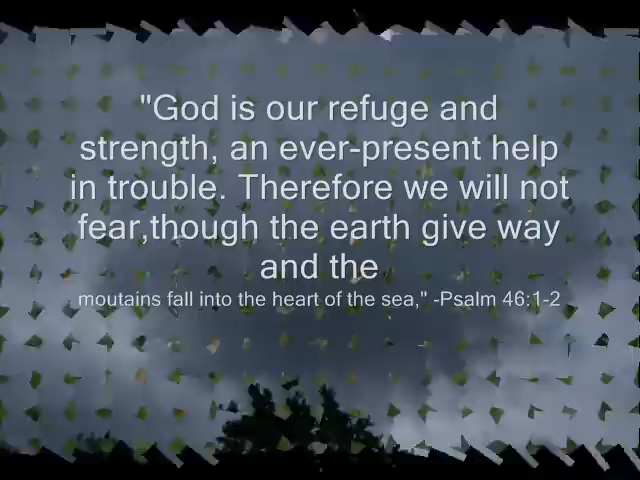 "God is our refuge and
strength, an ever-present help
in trouble. Therefore we will not
fear,though the earth give way
and the
moutains fall into the heart of the sea," -Psalm 46:1-2